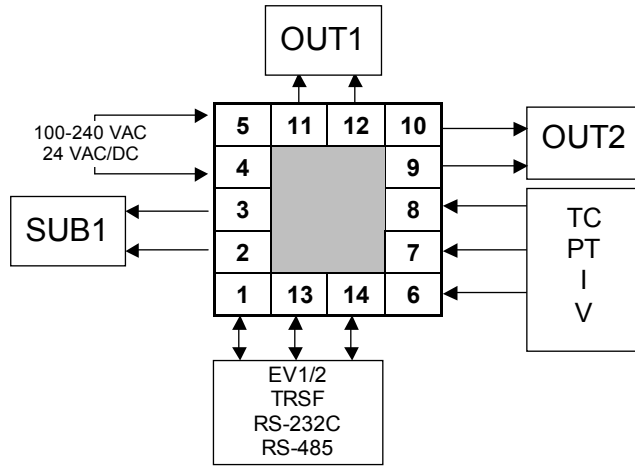 OUT1
100-240 VAC
24 VAC/DC
5 11 12 10
4 9
3 8
2 7
1 13 14 6
OUT2
SUB1
TC
PT
I
V
EV1/2
TRSF
RS-232C
RS-485